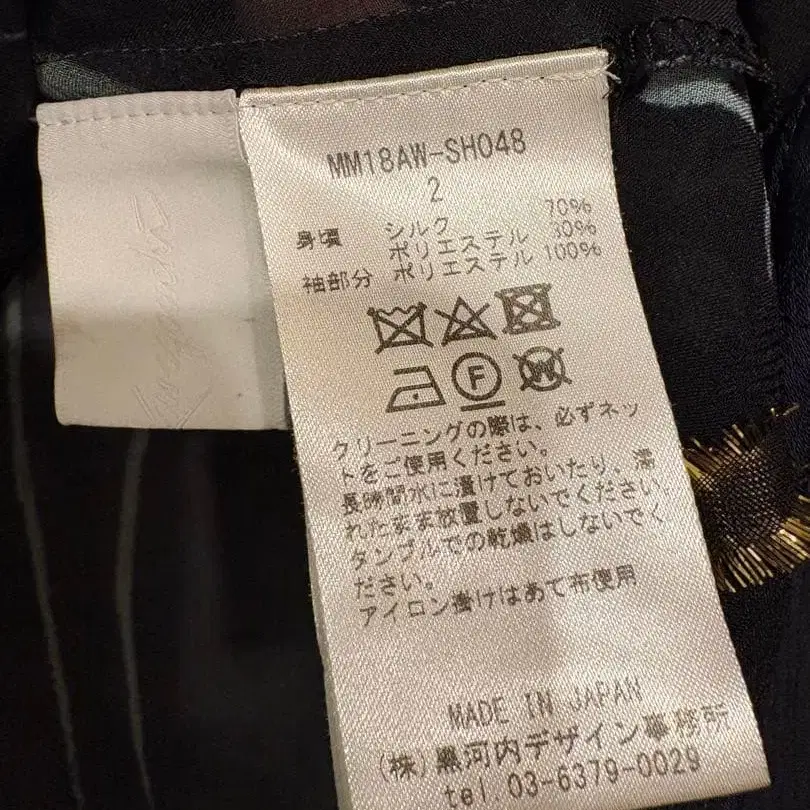 MM18AW-SH048
2
身頃 シルク 70%
ポリエステル 30%
袖部分 ポリエステル 100%
F
W
クリーニングの際は、必ずネッ
トをご使用ください。
長時間水に漬けておいたり、濡
れたまま放置しないでください。
タンブルでの乾燥はしないでく
ださい。
アイロン掛けはあて布使用
MADE IN JAPAN
(株)黒河内デザイン事務所
tel.03-6379-0029